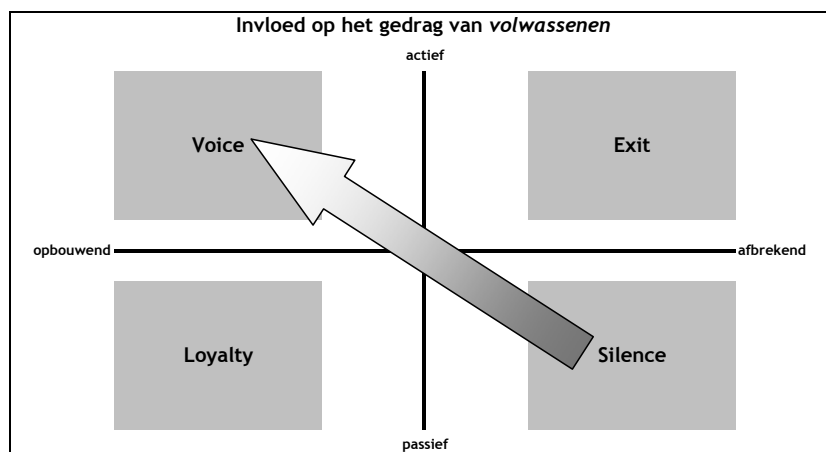 Invloed op het gedrag van volwassenen
actief
Voice
Exit
opbouwend
afbrekend
Loyalty
Silence
passief